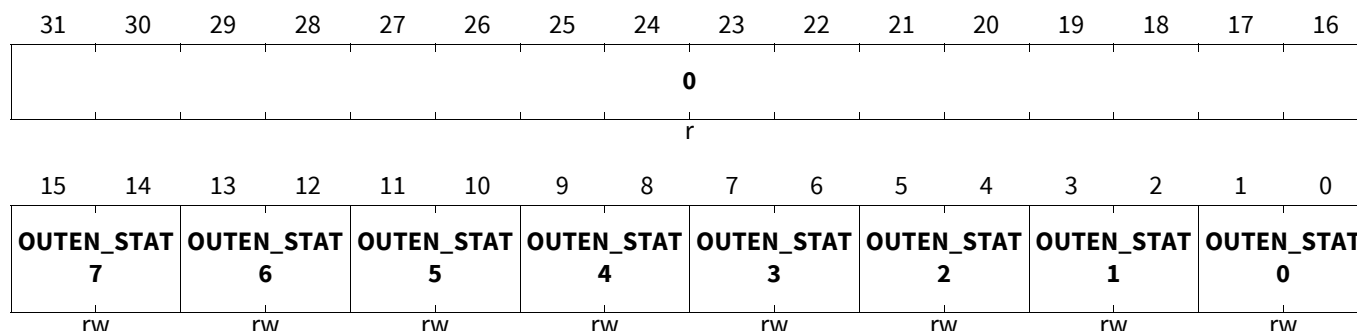 31 30 29 28 27 26 25 24 23 22 21 20 19 18 17 16
0
r
15 14 13 12 11 10 9 8 7 6 5 4 3 2 1 0
OUTEN_STAT OUTEN_STAT OUTEN_STAT OUTEN_STAT OUTEN_STAT OUTEN_STAT OUTEN_STAT OUTEN_STAT
7 6 5 4 3 2 1 0
rw rw rw rw rw rw rw rw